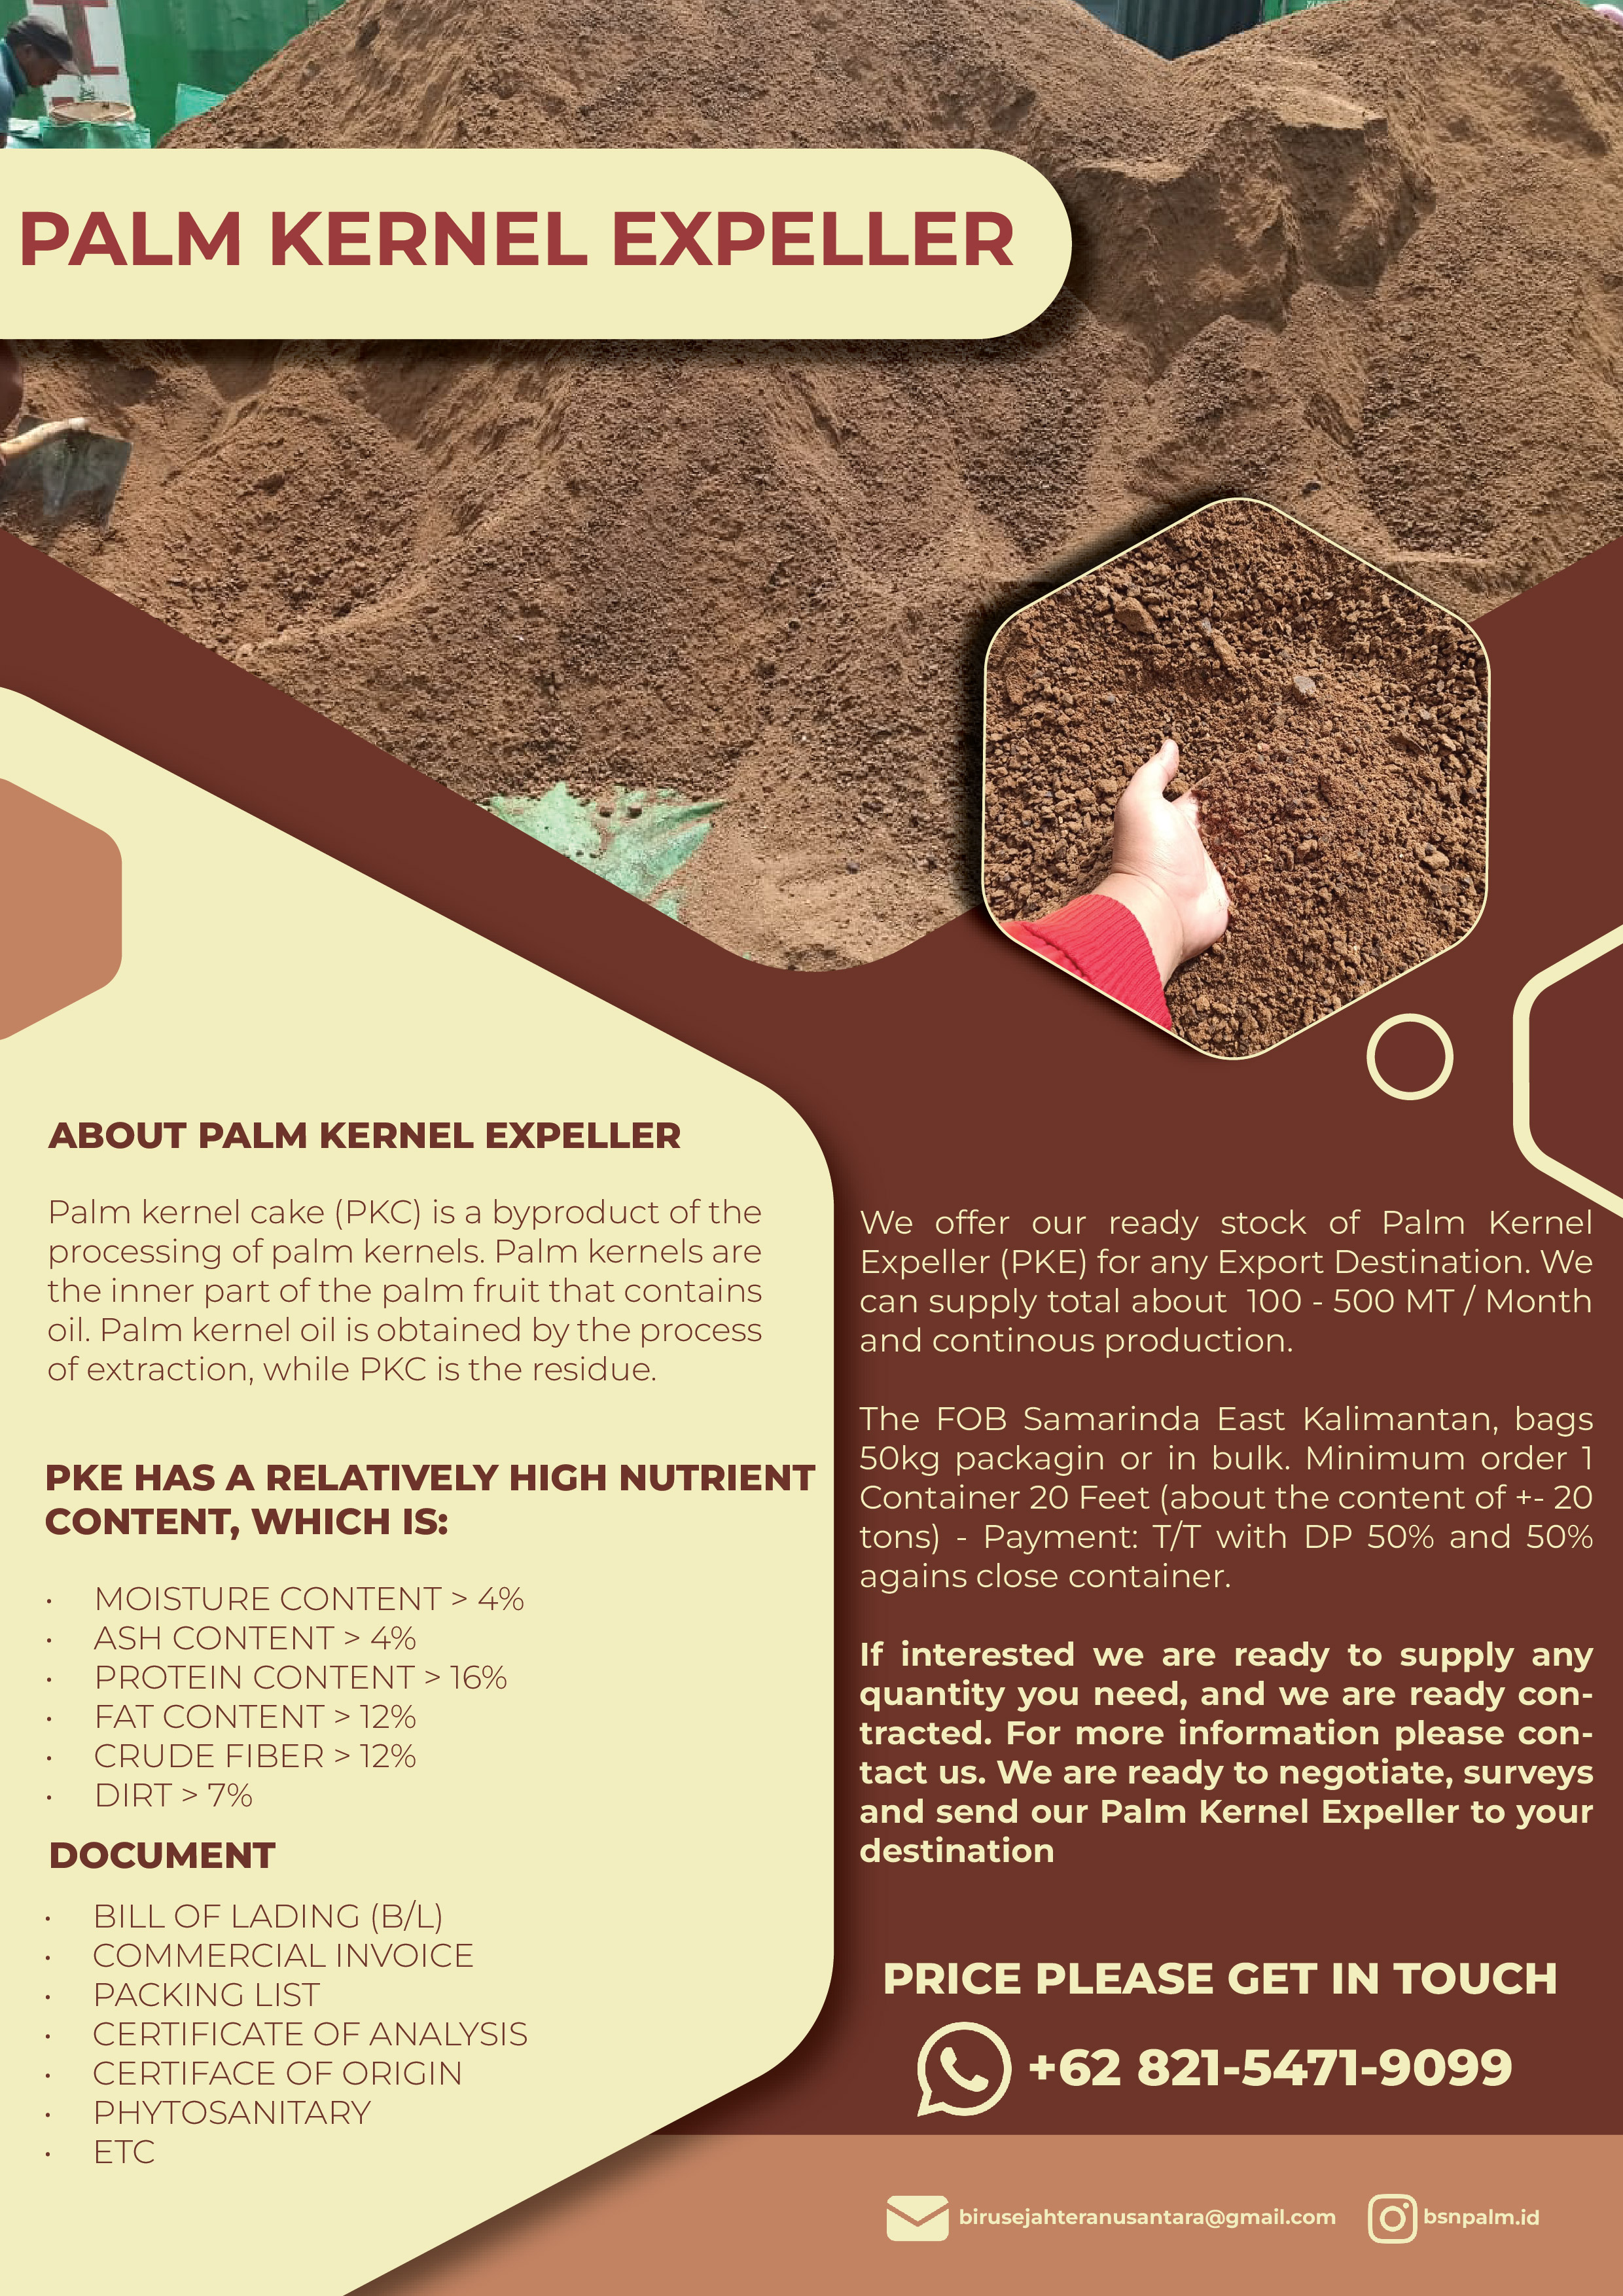 PALM KERNEL EXPELLER
ABOUT PALM KERNEL EXPELLER
Palm kernel cake (PKC) is a byproduct of the
processing of palm kernels. Palm kernels are
the inner part of the palm fruit that contains
oil. Palm kernel oil is obtained by the process
of extraction, while PKC is the residue.
PKE HAS A RELATIVELY HIGH NUTRIENT
CONTENT, WHICH IS:
• MOISTURE CONTENT > 4%
• ASH CONTENT > 4%
• PROTEIN CONTENT > 16%
• FAT CONTENT > 12%
• CRUDE FIBER > 12%
• DIRT > 7%
DOCUMENT
• BILL OF LADING (B/L)
• COMMERCIAL INVOICE
• PACKING LIST
• CERTIFICATE OF ANALYSIS
• CERTIFACE OF ORIGIN
• PHYTOSANITARY
• ETC
We offer our ready stock of Palm Kernel
Expeller (PKE) for any Export Destination. We
can supply total about 100 - 500 MT / Month
and continous production.
The FOB Samarinda East Kalimantan, bags
50kg packagin or in bulk. Minimum order 1
Container 20 Feet (about the content of +- 20
tons) - Payment: T/T with DP 50% and 50%
agains close container.
If interested we are ready to supply any
quantity you need, and we are ready con-
tracted. For more information please con-
tact us. We are ready to negotiate, surveys
and send our Palm Kernel Expeller to your
destination
PRICE PLEASE GET IN TOUCH
+62 821-5471-9099
birusejahteranusantara@gmail.com
bsnpalm.id